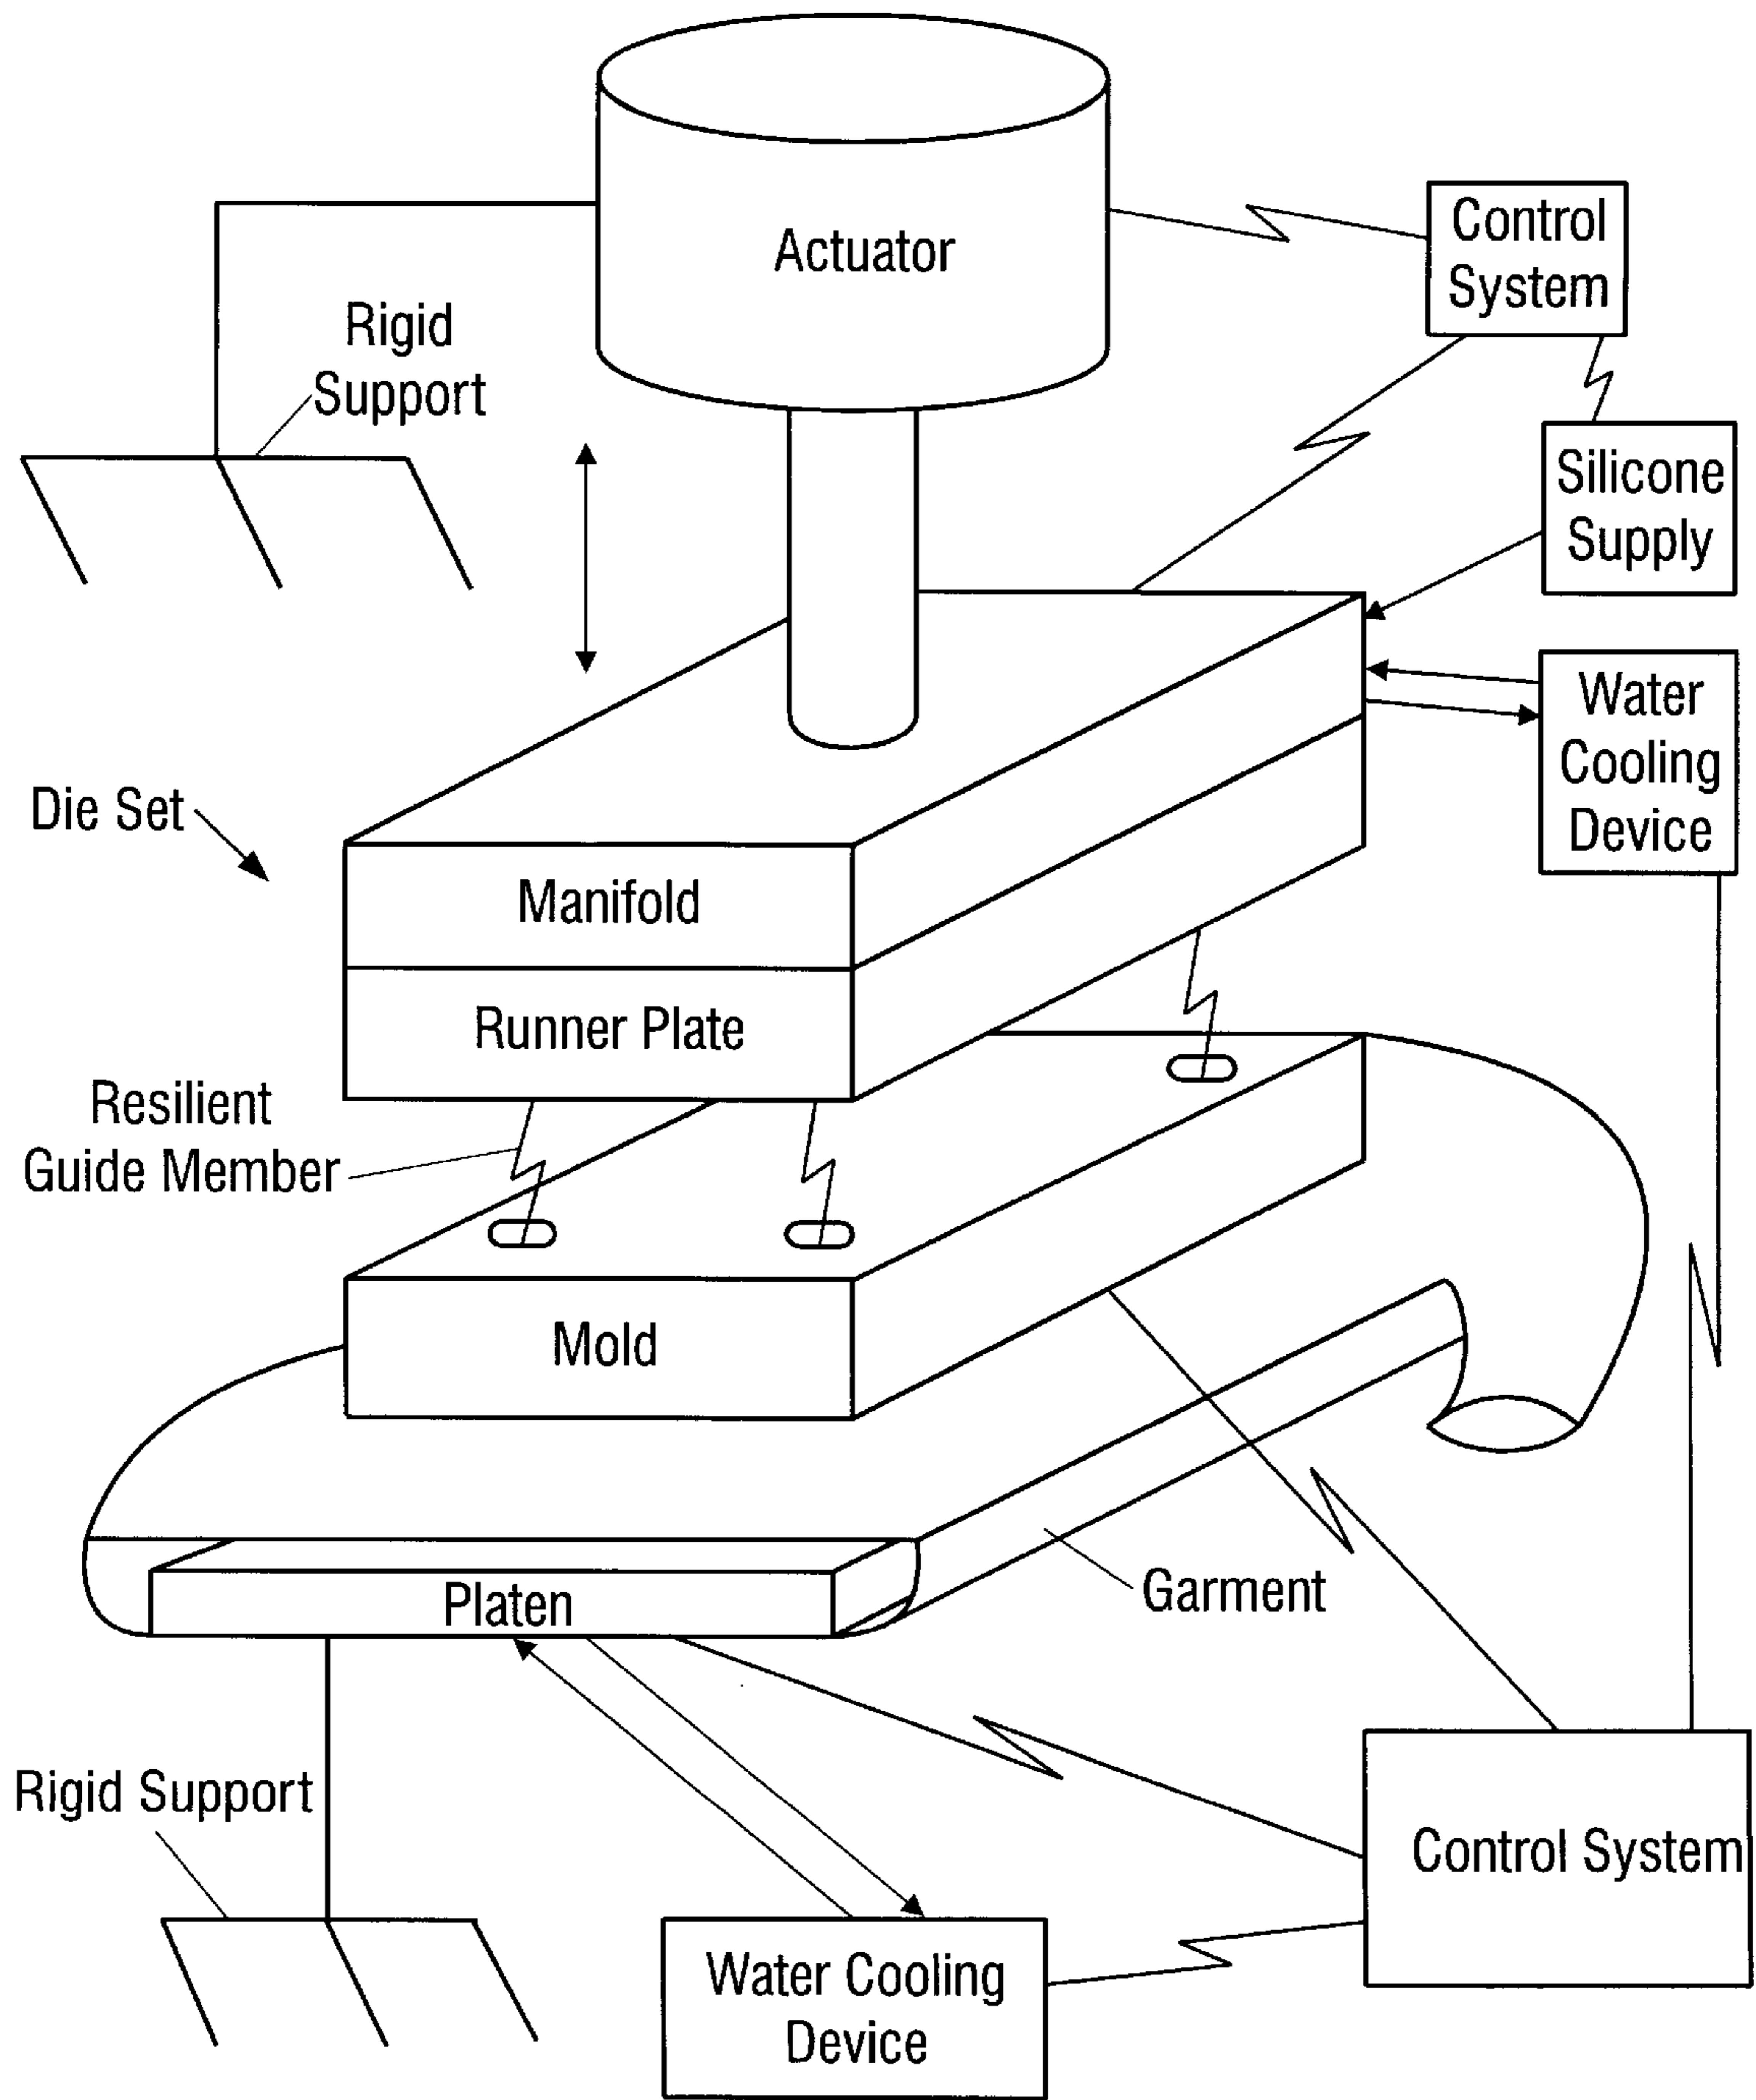 Actuator
Control
System
Rigid
Support
Silicone
Supply
Water
Cooling
Device
Die Set
Manifold
Runner Plate
Resilient
Guide Member
Mold
Garment
Platen
Rigid Support
Control System
Water Cooling
Device